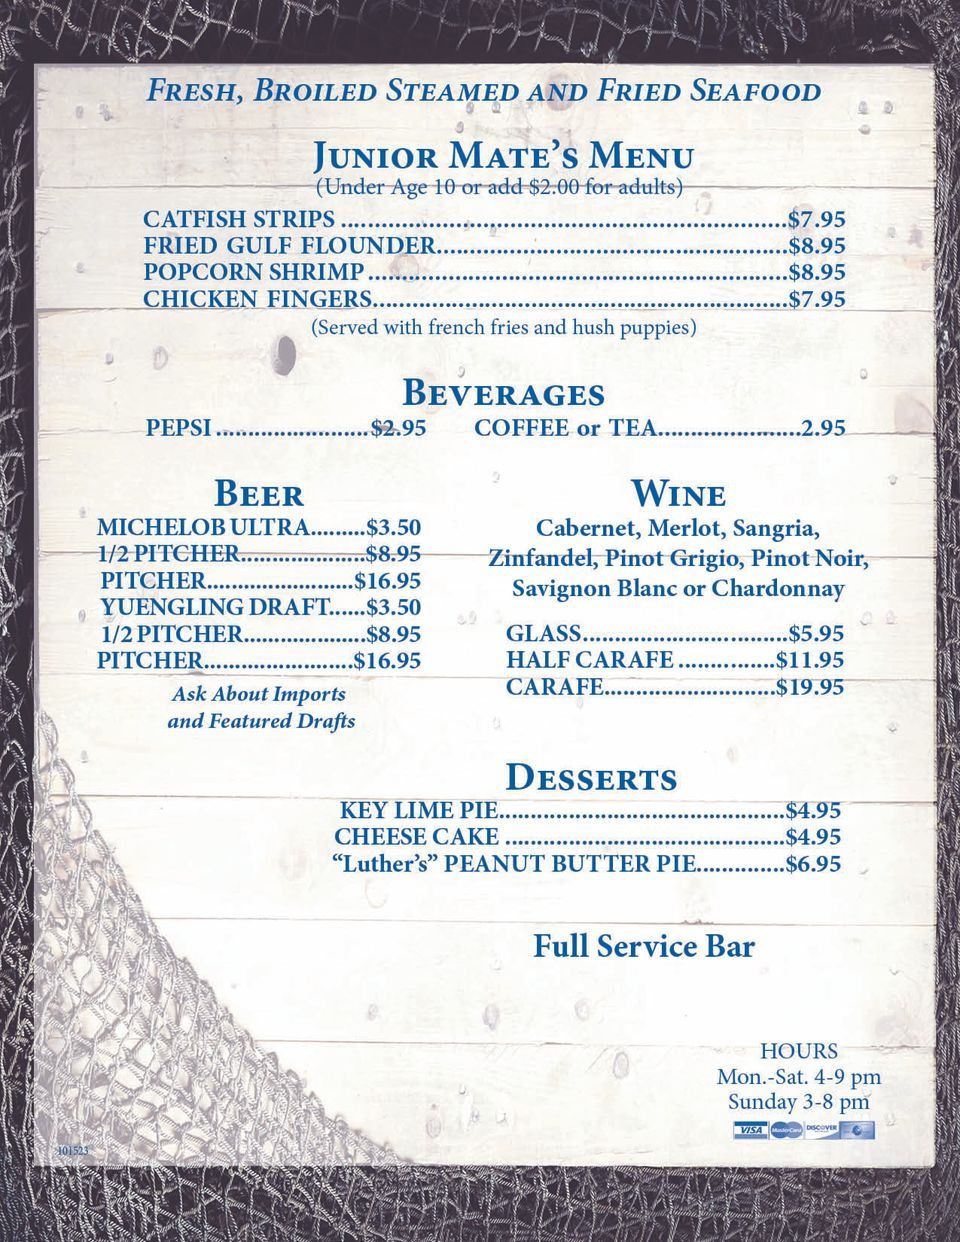 Fresh, Broiled Steamed and Fried Seafood
Junior Mate’s Menu
(Under Age 10 or add $2.00 for adults)
CATFISH STRIPS ....................................................................$7.95
FRIED GULF FLOUNDER......................................................$8.95
POPCORN SHRIMP ................................................................$8.95
CHICKEN FINGERS................................................................$7.95
(Served with french fries and hush puppies)
Beverages
PEPSI ........................$2.95
COFFEE or TEA......................2.95
Beer
MICHELOB ULTRA.........$3.50
1/2 PITCHER....................$8.95
PITCHER........................$16.95
YUENGLING DRAFT......$3.50
1/2 PITCHER....................$8.95
PITCHER........................$16.95
Ask About Imports
and Featured Drafts
Wine
Cabernet, Merlot, Sangria,
Zinfandel, Pinot Grigio, Pinot Noir,
Savignon Blanc or Chardonnay
GLASS................................$5.95
HALF CARAFE ...............$11.95
CARAFE...........................$19.95
Desserts
KEY LIME PIE.............................................$4.95
CHEESE CAKE ............................................$4.95
“Luther’s” PEANUT BUTTER PIE..............$6.95
Full Service Bar
HOURS
Mon.-Sat. 4-9 pm
Sunday 3-8 pm
VISA MasterCard DISCOVER
101523